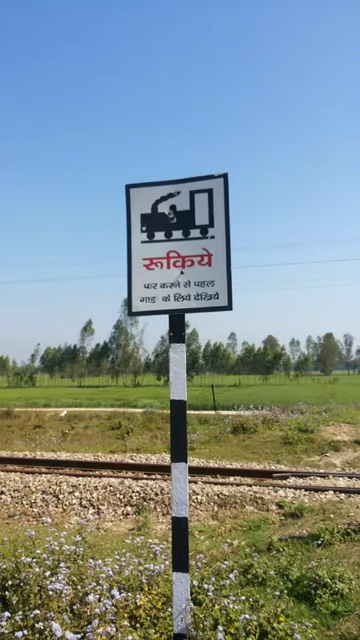 रूकिये
पार करने से पहल
गाड़ के लिये देखिये